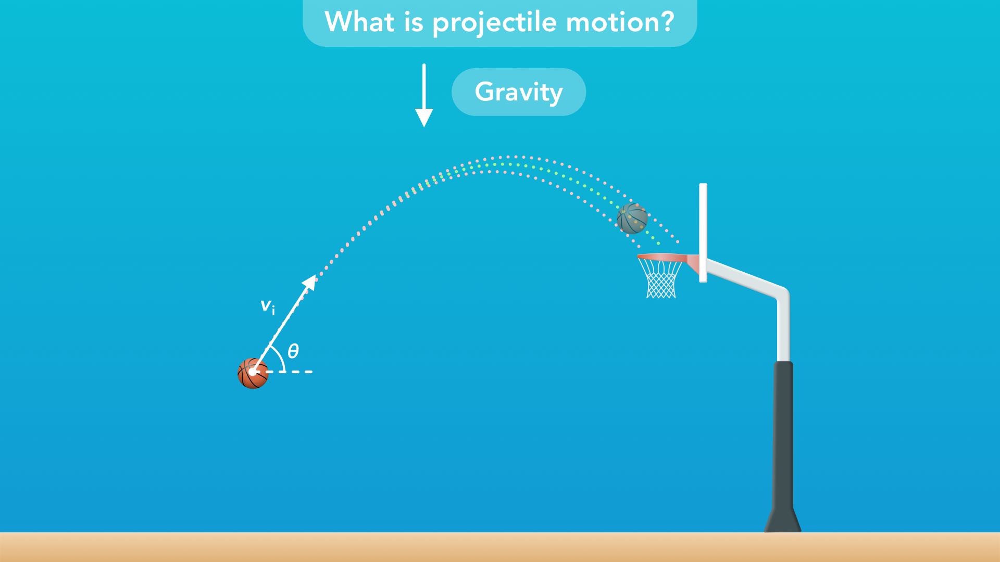 What is projectile motion?
Gravity
vi
θ